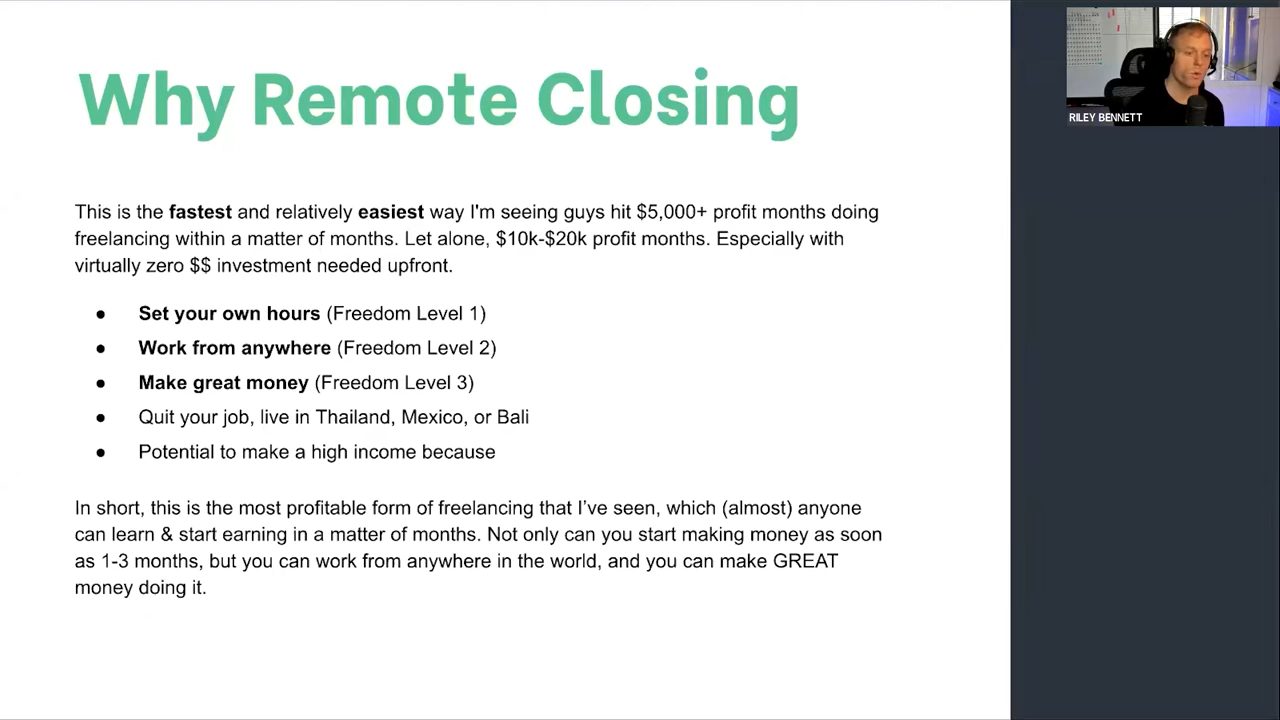 Why Remote Closing
This is the fastest and relatively easiest way I'm seeing guys hit $5,000+ profit months doing
freelancing within a matter of months. Let alone, $10k-$20k profit months. Especially with
virtually zero $$ investment needed upfront.
● Set your own hours (Freedom Level 1)
● Work from anywhere (Freedom Level 2)
● Make great money (Freedom Level 3)
● Quit your job, live in Thailand, Mexico, or Bali
● Potential to make a high income because
In short, this is the most profitable form of freelancing that I’ve seen, which (almost) anyone
can learn & start earning in a matter of months. Not only can you start making money as soon
as 1-3 months, but you can work from anywhere in the world, and you can make GREAT
money doing it.
RILEY BENNETT